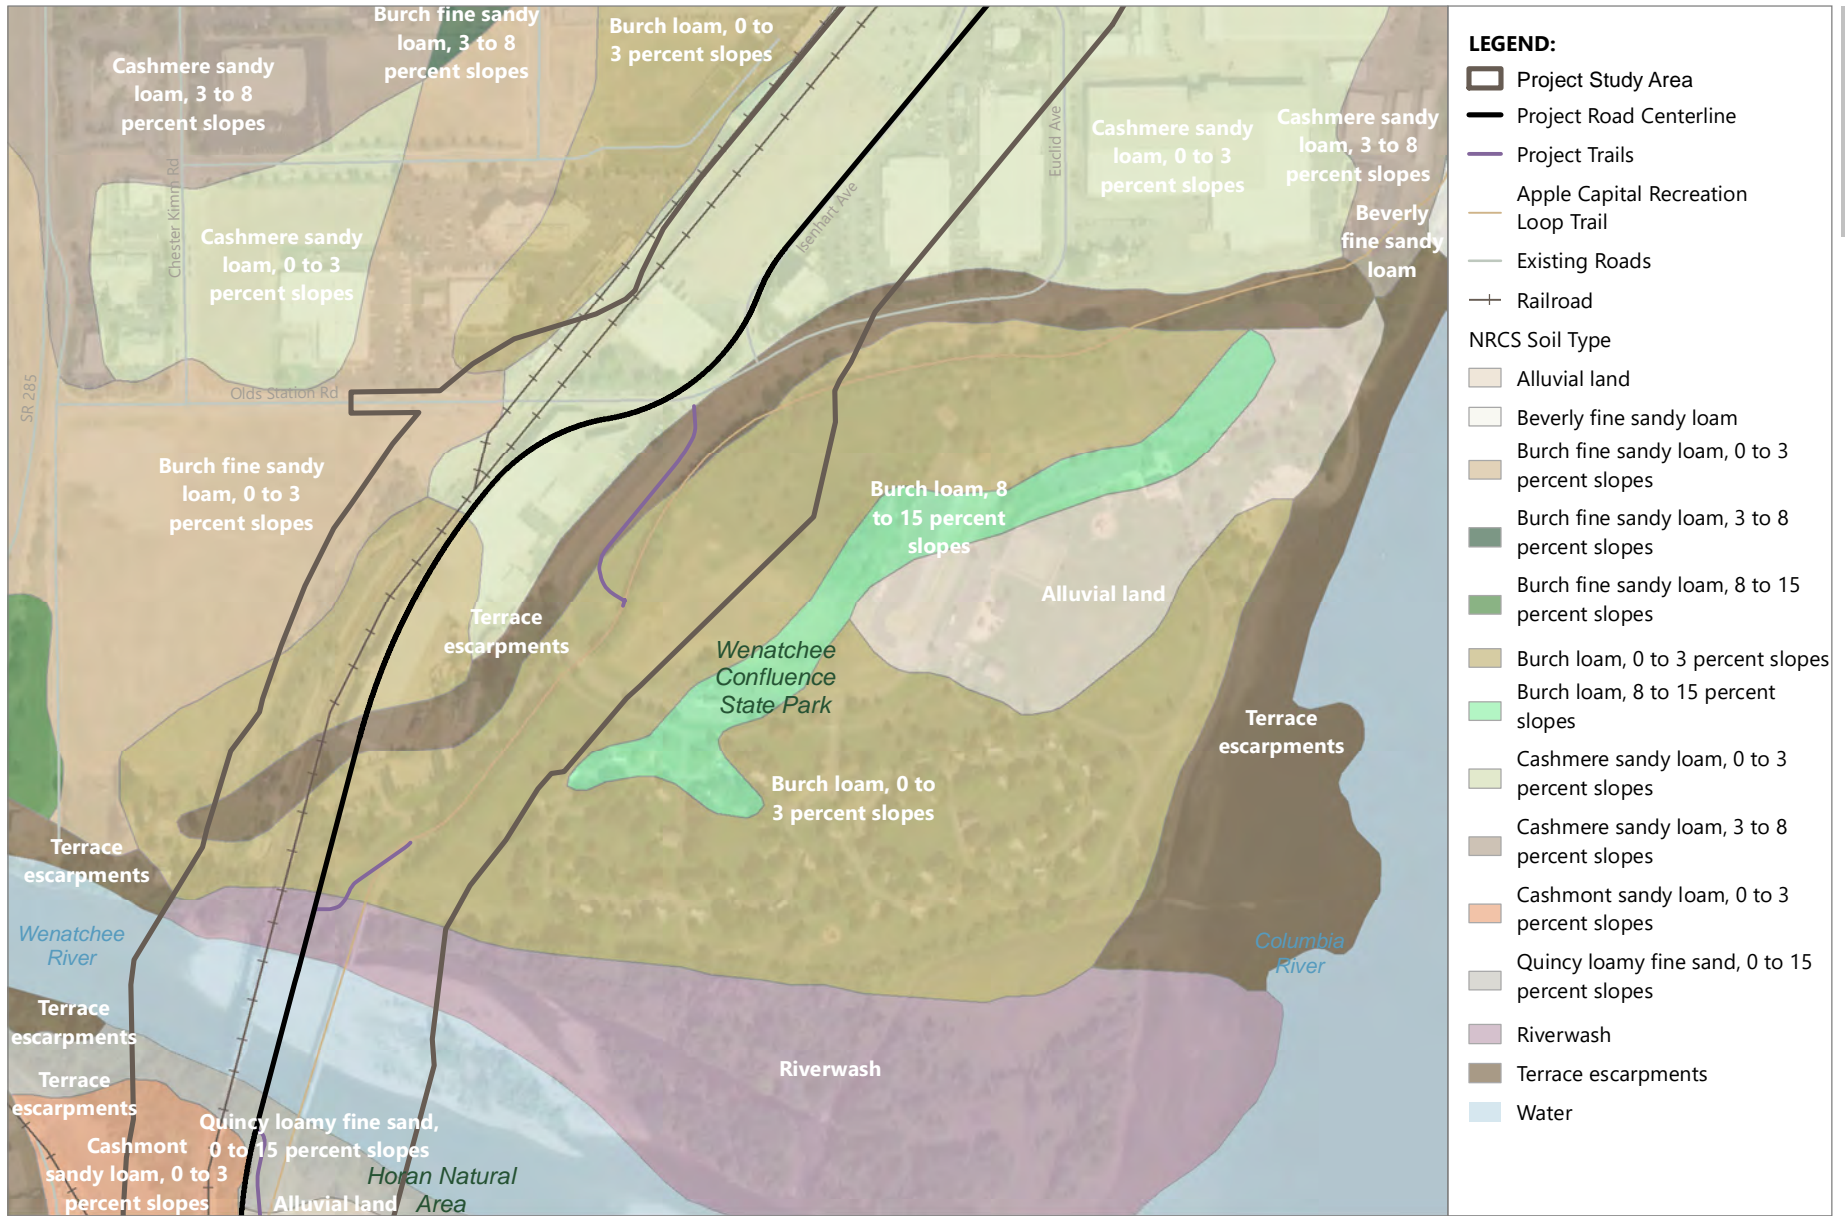 Burch fine sandy
loam, 3 to 8
percent slopes
Burch loam, 0 to
3 percent slopes
Cashmere sandy
loam, 3 to 8
percent slopes
Cashmere sandy
loam, 0 to 3
percent slopes
Cashmere sandy
loam, 3 to 8
percent slopes
Euclid Ave
Chester Kimm Rd
Isenhart Ave
Beverly
fine sandy
loam
Cashmere sandy
loam, 0 to 3
percent slopes
SR 285
Olds Station Rd
Burch fine sandy
loam, 0 to 3
percent slopes
Burch loam, 8
to 15 percent
slopes
Alluvial land
Terrace
escarpments
Wenatchee
Confluence
State Park
Terrace
escarpments
Burch loam, 0 to
3 percent slopes
Terrace
escarpments
Wenatchee
River
Columbia
River
Terrace
escarpments
Terrace
escarpments
Riverwash
Quincy loamy fine sand,
0 to 15 percent slopes
Cashmont
sandy loam, 0 to 3
percent slopes
Horan Natural
Area
Alluvial land
LEGEND:
Project Study Area
Project Road Centerline
Project Trails
Apple Capital Recreation
Loop Trail
Existing Roads
Railroad
NRCS Soil Type
Alluvial land
Beverly fine sandy loam
Burch fine sandy loam, 0 to 3
percent slopes
Burch fine sandy loam, 3 to 8
percent slopes
Burch fine sandy loam, 8 to 15
percent slopes
Burch loam, 0 to 3 percent slopes
Burch loam, 8 to 15 percent
slopes
Cashmere sandy loam, 0 to 3
percent slopes
Cashmere sandy loam, 3 to 8
percent slopes
Cashmont sandy loam, 0 to 3
percent slopes
Quincy loamy fine sand, 0 to 15
percent slopes
Riverwash
Terrace escarpments
Water